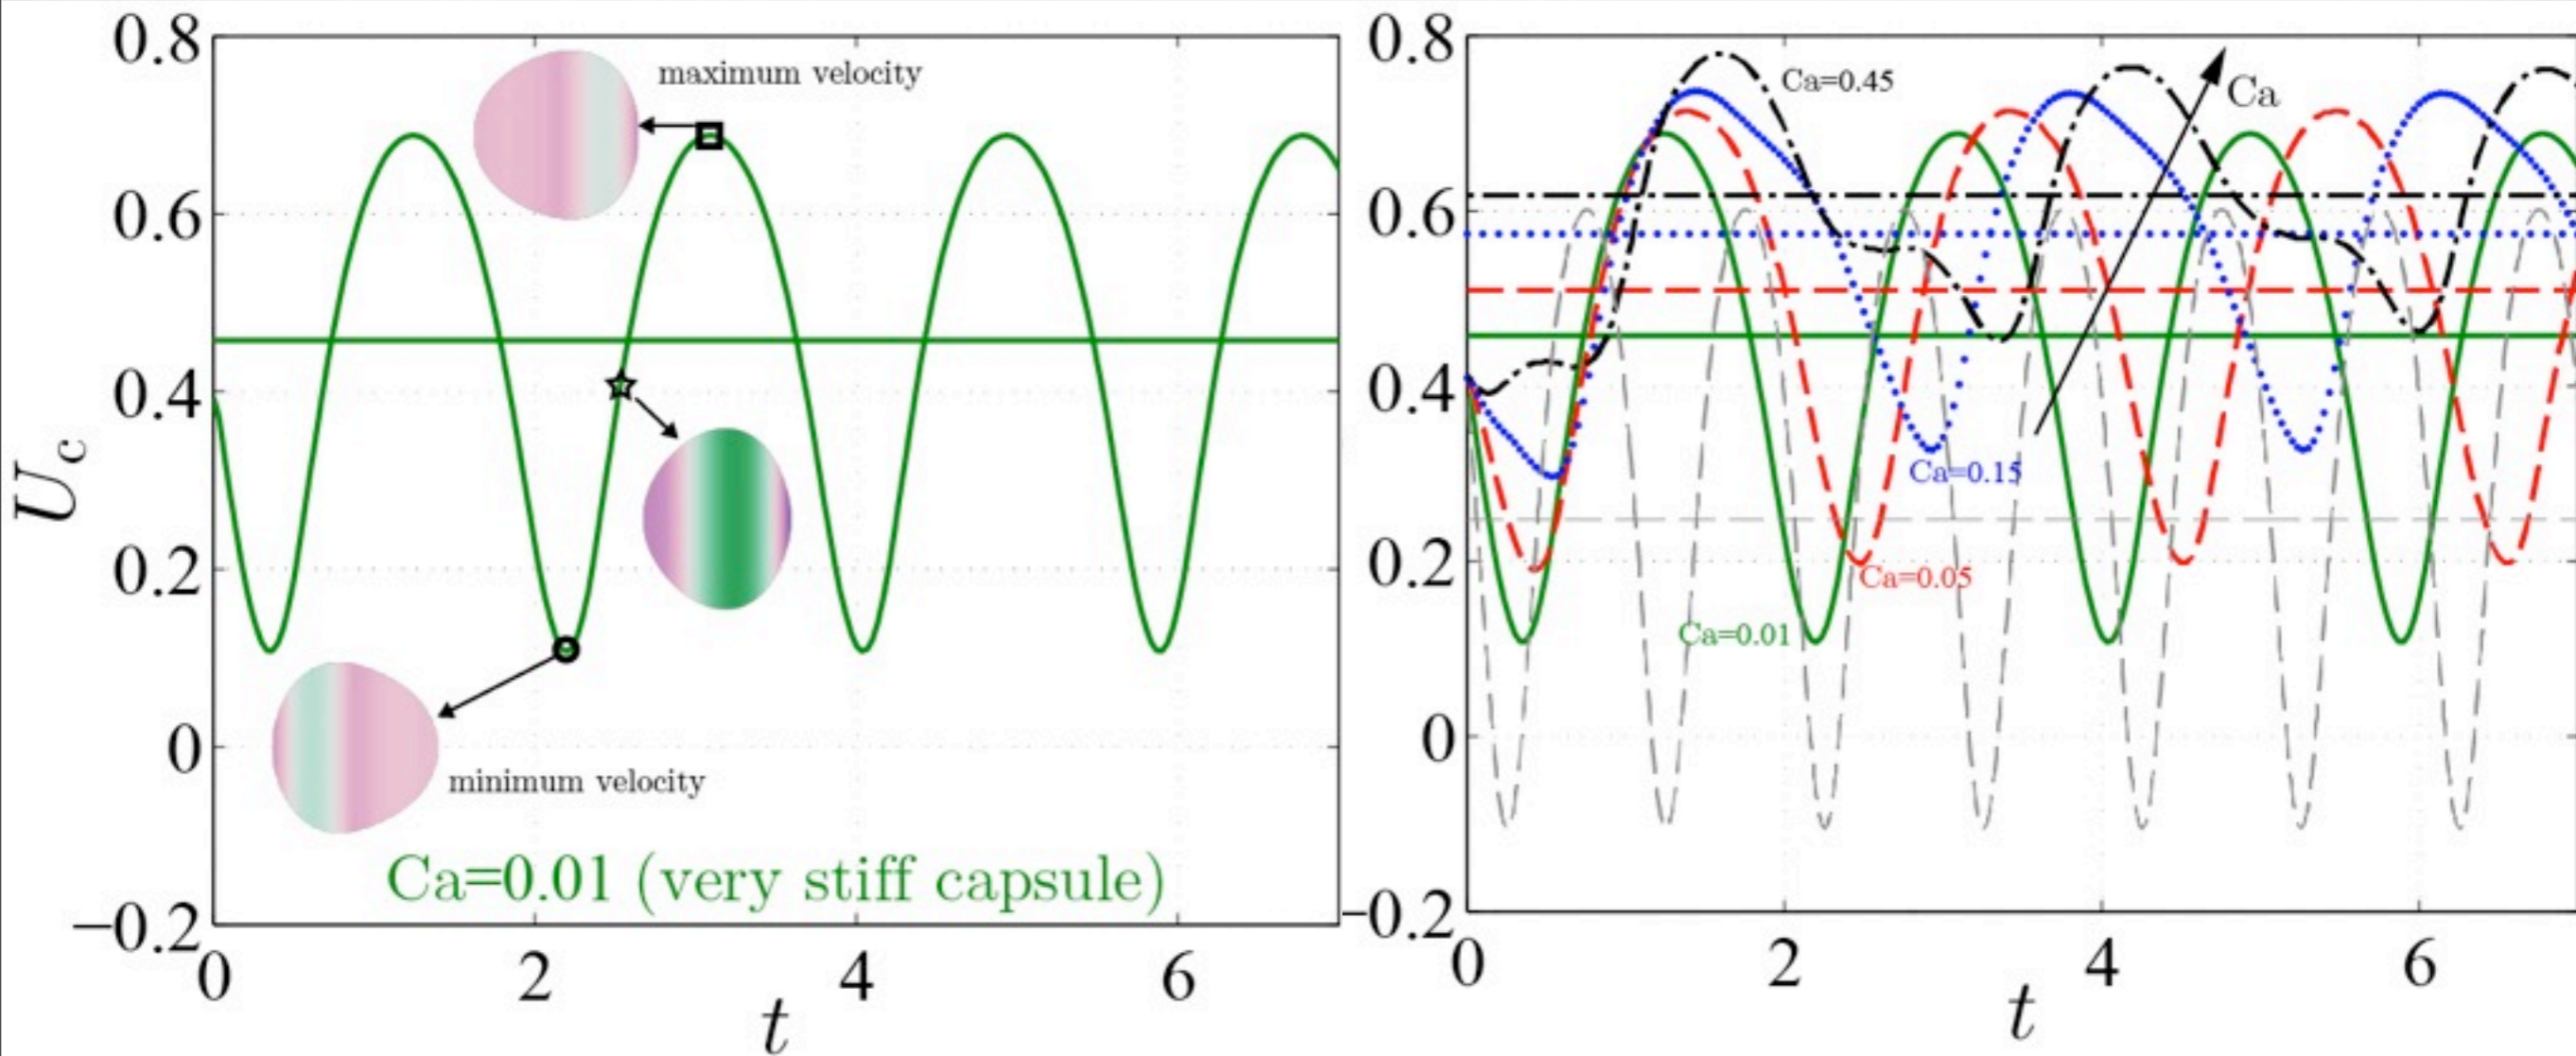 0.8
0.6
0.4
0.2
0
−0.2
U_c
maximum velocity
minimum velocity
Ca=0.01 (very stiff capsule)
0 2 4 6
t
0.8
0.6
0.4
0.2
0
−0.2
Ca=0.45
Ca
Ca=0.15
Ca=0.05
Ca=0.01
0 2 4 6
t